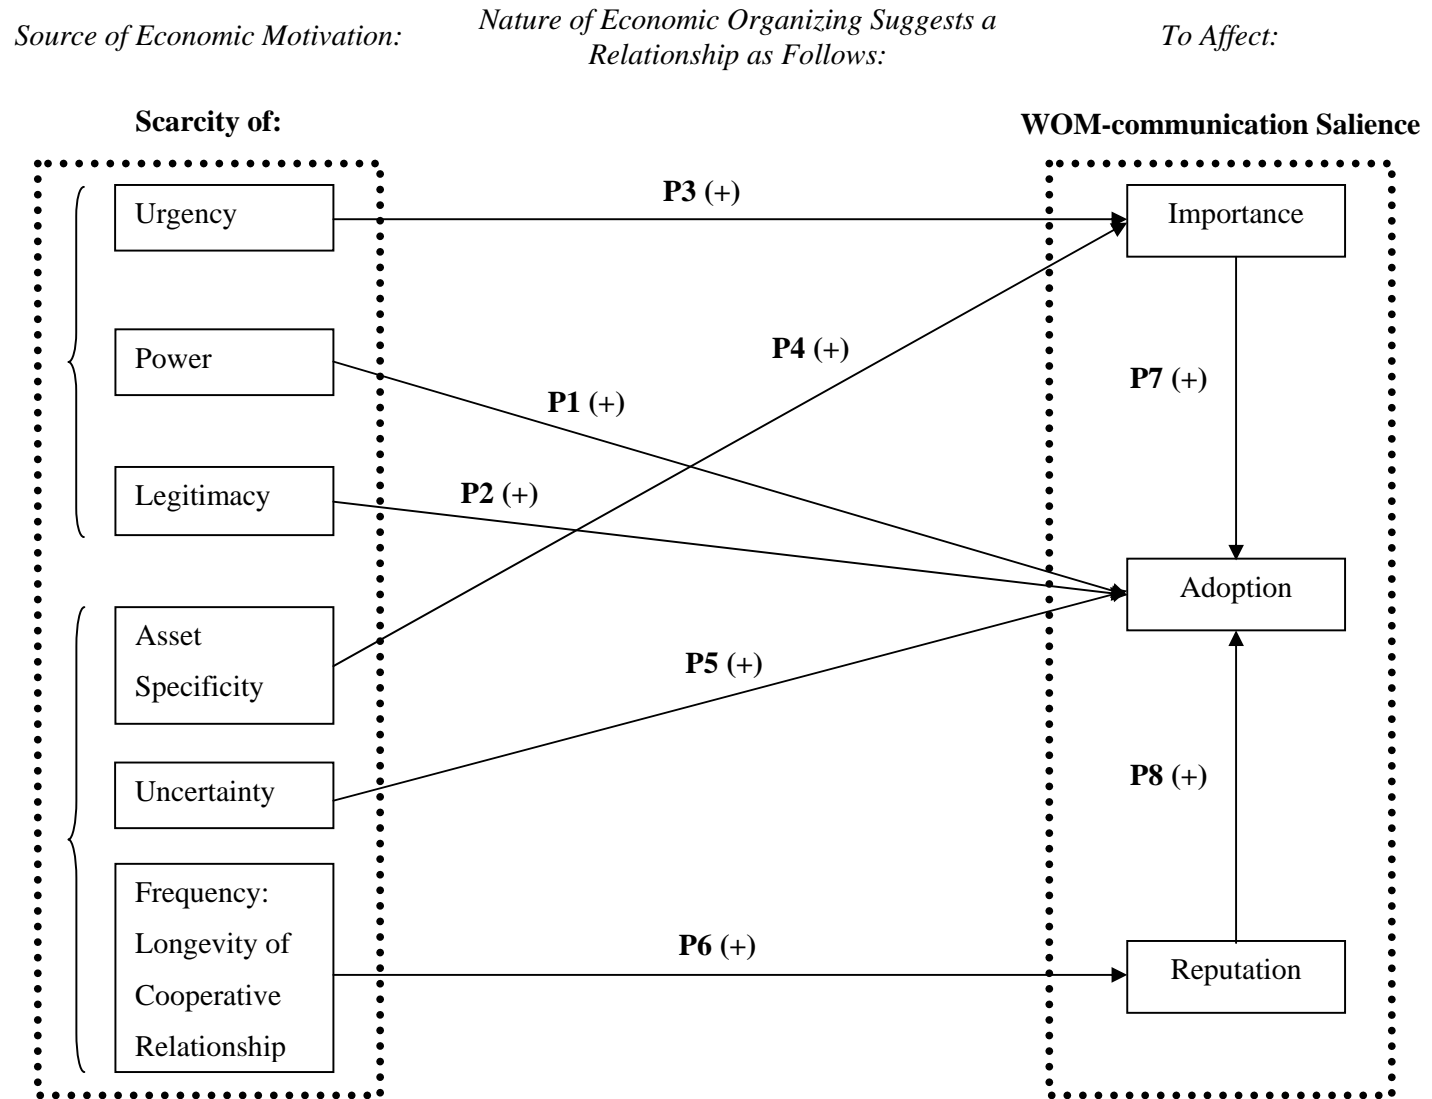 Source of Economic Motivation:
Nature of Economic Organizing Suggests a
Relationship as Follows:
To Affect:
Scarcity of:
WOM-communication Salience
Urgency
P3 (+)
Importance
Power
P4 (+)
P7 (+)
P1 (+)
Legitimacy
P2 (+)
Adoption
Asset
Specificity
P5 (+)
Uncertainty
P8 (+)
Frequency:
Longevity of
Cooperative
Relationship
P6 (+)
Reputation